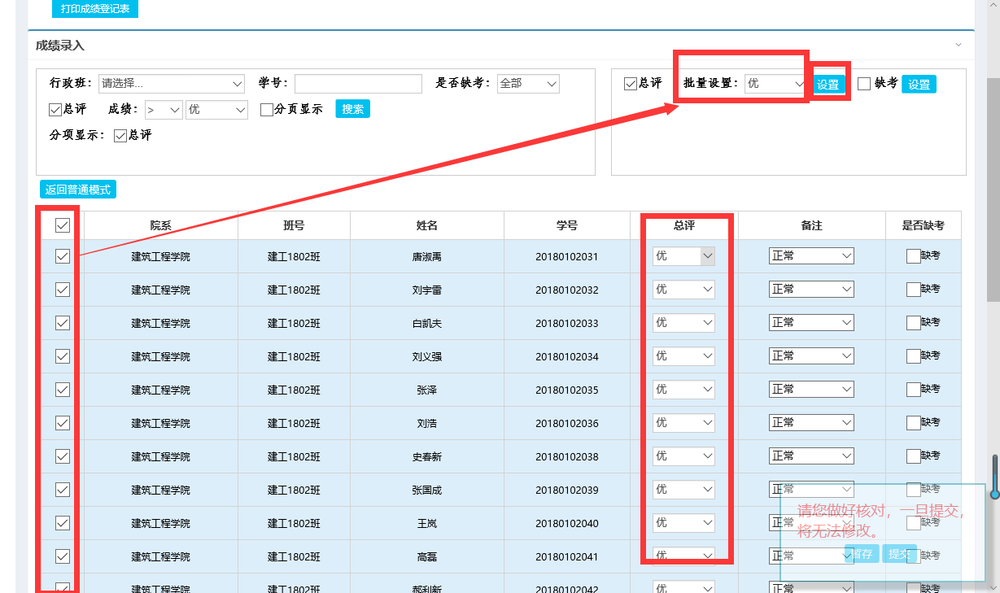 打印成绩登记表
成绩录入
行政班： 请选择... 学号： 是否缺考： 全部
总评 成绩： > 优 分页显示 搜索
分项显示： 总评
总评 批量设置： 优 设置 缺考 设置
返回普通模式
院系 班号 姓名 学号 总评 备注 是否缺考
建筑工程学院 建工1802班 唐淑禹 20180102031 优 正常 缺考
建筑工程学院 建工1802班 刘宇雷 20180102032 优 正常 缺考
建筑工程学院 建工1802班 白凯夫 20180102033 优 正常 缺考
建筑工程学院 建工1802班 刘义强 20180102034 优 正常 缺考
建筑工程学院 建工1802班 张泽 20180102035 优 正常 缺考
建筑工程学院 建工1802班 刘浩 20180102036 优 正常 缺考
建筑工程学院 建工1802班 史春新 20180102038 优 正常 缺考
建筑工程学院 建工1802班 张国成 20180102039 优 正常 缺考
建筑工程学院 建工1802班 王岚 20180102040 优 正常 缺考
建筑工程学院 建工1802班 高磊 20180102041 优 正常 缺考
建筑工程学院 建工1802班 郝利新 20180102042 优 正常 缺考
请您做好核对，一旦提交，
将无法修改。
暂存 提交